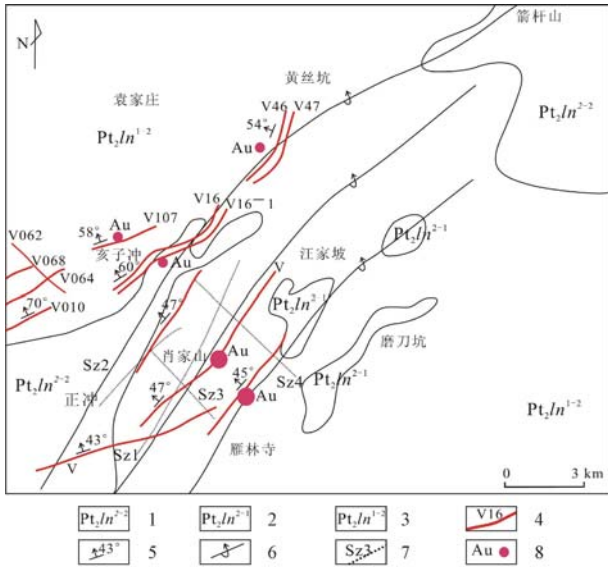 箭杆山
N
黄丝坑
袁家庄
V46 V47
Pt₂ln²⁻²
Pt₂ln¹⁻²
54°
Au
V16
V16—1
Au
V107
58°
V062
亥子冲
汪家坡
Pt₂ln²⁻¹
V068
60
Au
V
V064
47°
70°
V010
Pt₂ln²⁻¹
磨刀坑
肖家山
Au
Sz2
45°
Pt₂ln²⁻²
Sz4
Pt₂ln²⁻¹
正冲
47°
Sz3
Au
Pt₂ln¹⁻²
43°
Sz1
雁林寺
V
0 3 km
Pt₂ln²⁻² 1 Pt₂ln²⁻¹ 2 Pt₂ln¹⁻² 3 V16 4
43° 5 6 Sz3 7 Au 8